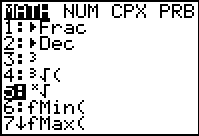 MATH NUM CPX PRB
1:▸Frac
2:▸Dec
3:³
4:³√(
5:ˣ√
6:fMin(
7↓fMax(